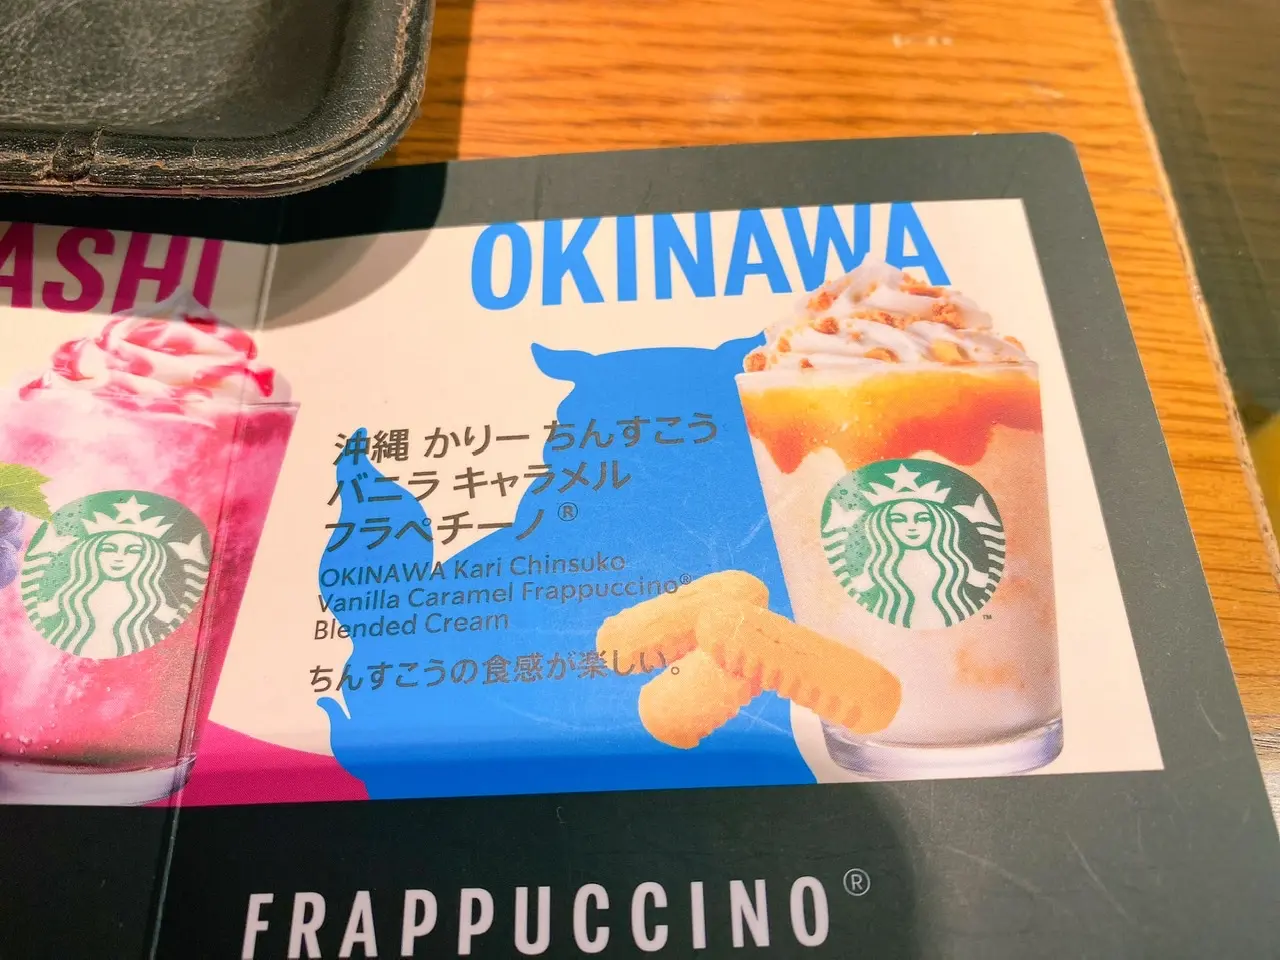 ASHI
OKINAWA
沖縄 かりー ちんすこう
バニラ キャラメル
フラペチーノ®
OKINAWA Kari Chinsuko
Vanilla Caramel Frappuccino®
Blended Cream
ちんすこうの食感が楽しい。
TM
FRAPPUCCINO®